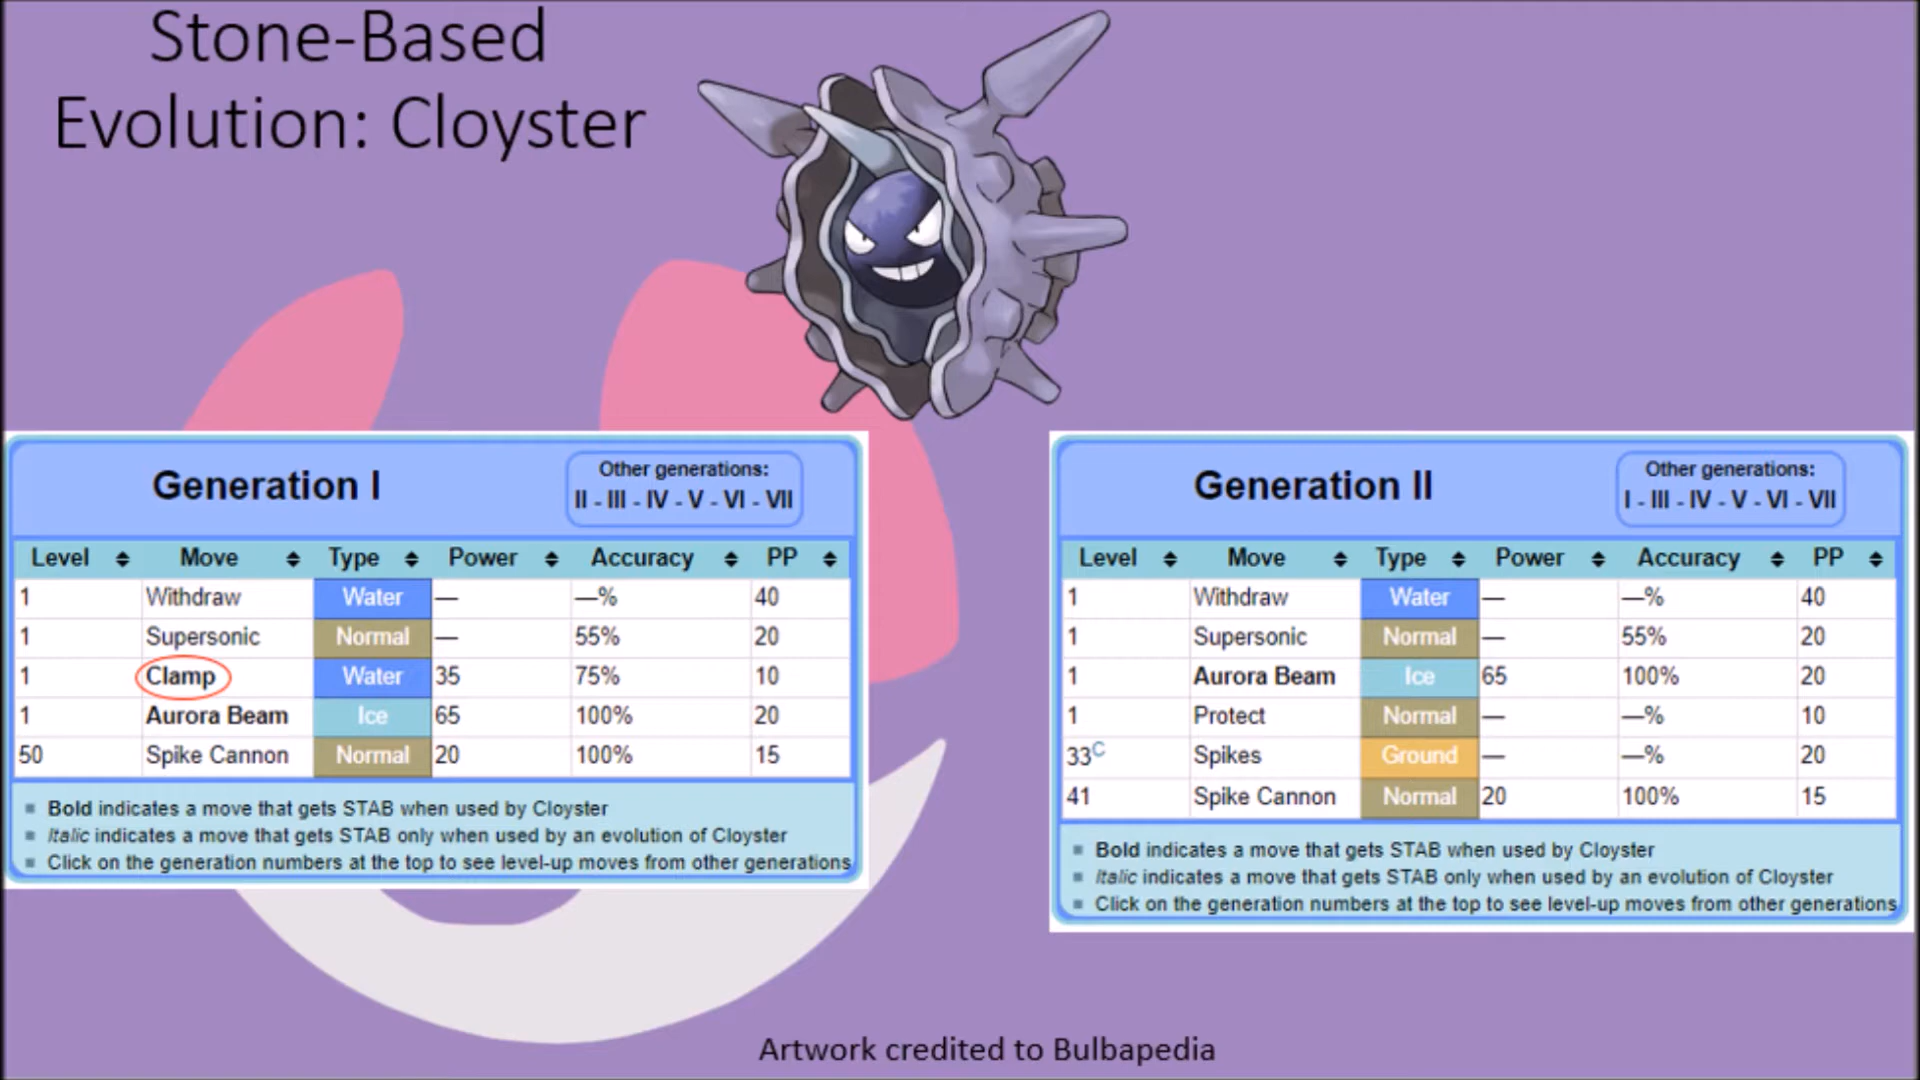 Stone-Based
Evolution: Cloyster
Generation I
Other generations:
II - III - IV - V - VI - VII
Level Move Type Power Accuracy PP
1 Withdraw Water — —% 40
1 Supersonic Normal — 55% 20
1 Clamp Water 35 75% 10
1 Aurora Beam Ice 65 100% 20
50 Spike Cannon Normal 20 100% 15
Bold indicates a move that gets STAB when used by Cloyster
Italic indicates a move that gets STAB only when used by an evolution of Cloyster
Click on the generation numbers at the top to see level-up moves from other generations
Generation II
Other generations:
I - III - IV - V - VI - VII
Level Move Type Power Accuracy PP
1 Withdraw Water — —% 40
1 Supersonic Normal — 55% 20
1 Aurora Beam Ice 65 100% 20
1 Protect Normal — —% 10
33C Spikes Ground — —% 20
41 Spike Cannon Normal 20 100% 15
Bold indicates a move that gets STAB when used by Cloyster
Italic indicates a move that gets STAB only when used by an evolution of Cloyster
Click on the generation numbers at the top to see level-up moves from other generations
Artwork credited to Bulbapedia